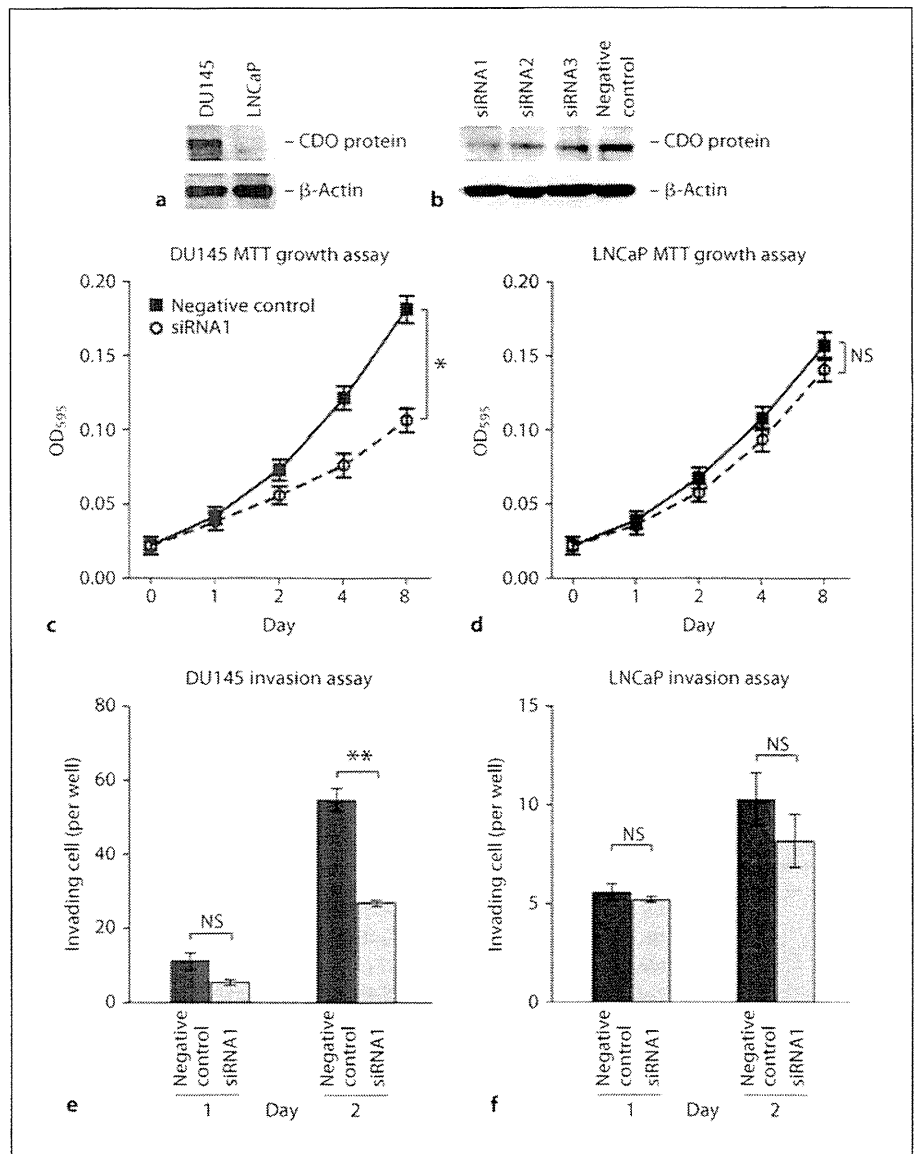 DU145
LNCaP
– CDO protein
– β-Actin
a
siRNA1
siRNA2
siRNA3
Negative
control
– CDO protein
– β-Actin
b
DU145 MTT growth assay
0.20
0.15
0.10
0.05
0.00
OD595
Negative control
siRNA1
*
0 1 2 4 8
Day
c
LNCaP MTT growth assay
0.20
0.15
0.10
0.05
0.00
NS
0 1 2 4 8
Day
d
DU145 invasion assay
80
60
40
20
0
Invading cell (per well)
NS
**
Negative
control
siRNA1
Negative
control
siRNA1
1 Day 2
e
LNCaP invasion assay
15
10
5
0
Invading cell (per well)
NS
NS
Negative
control
siRNA1
Negative
control
siRNA1
1 Day 2
f